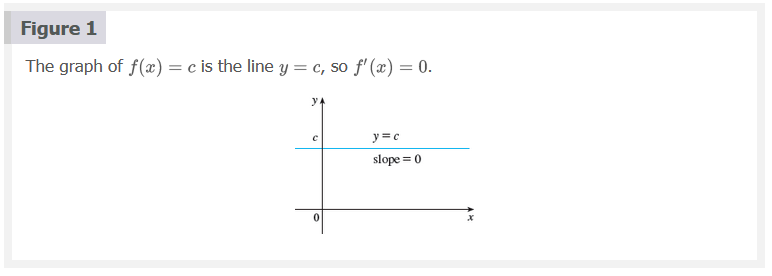 Figure 1
The graph of f(x) = c is the line y = c, so f′(x) = 0.
y
c
y = c
slope = 0
0
x